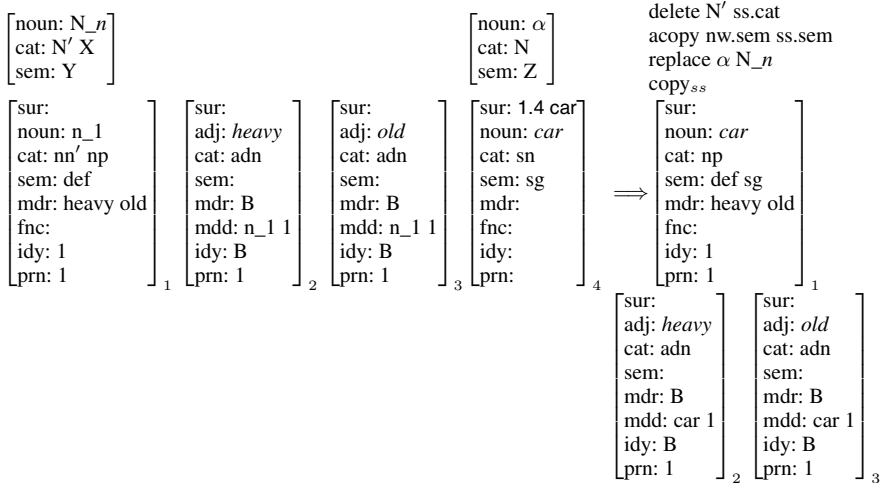 noun: N_n
cat: N′ X
sem: Y
noun: α
cat: N
sem: Z
delete N′ ss.cat
acopy nw.sem ss.sem
replace α N_n
copy_ss
sur:
noun: n_1
cat: nn′ np
sem: def
mdr: heavy old
fnc:
idy: 1
prn: 1
1
sur:
adj: heavy
cat: adn
sem:
mdr: B
mdd: n_1 1
idy: B
prn: 1
2
sur:
adj: old
cat: adn
sem:
mdr: B
mdd: n_1 1
idy: B
prn: 1
3
sur: 1.4 car
noun: car
cat: sn
sem: sg
mdr:
fnc:
idy:
prn:
4
⟹
sur:
noun: car
cat: np
sem: def sg
mdr: heavy old
fnc:
idy: 1
prn: 1
1
sur:
adj: heavy
cat: adn
sem:
mdr: B
mdd: car 1
idy: B
prn: 1
2
sur:
adj: old
cat: adn
sem:
mdr: B
mdd: car 1
idy: B
prn: 1
3